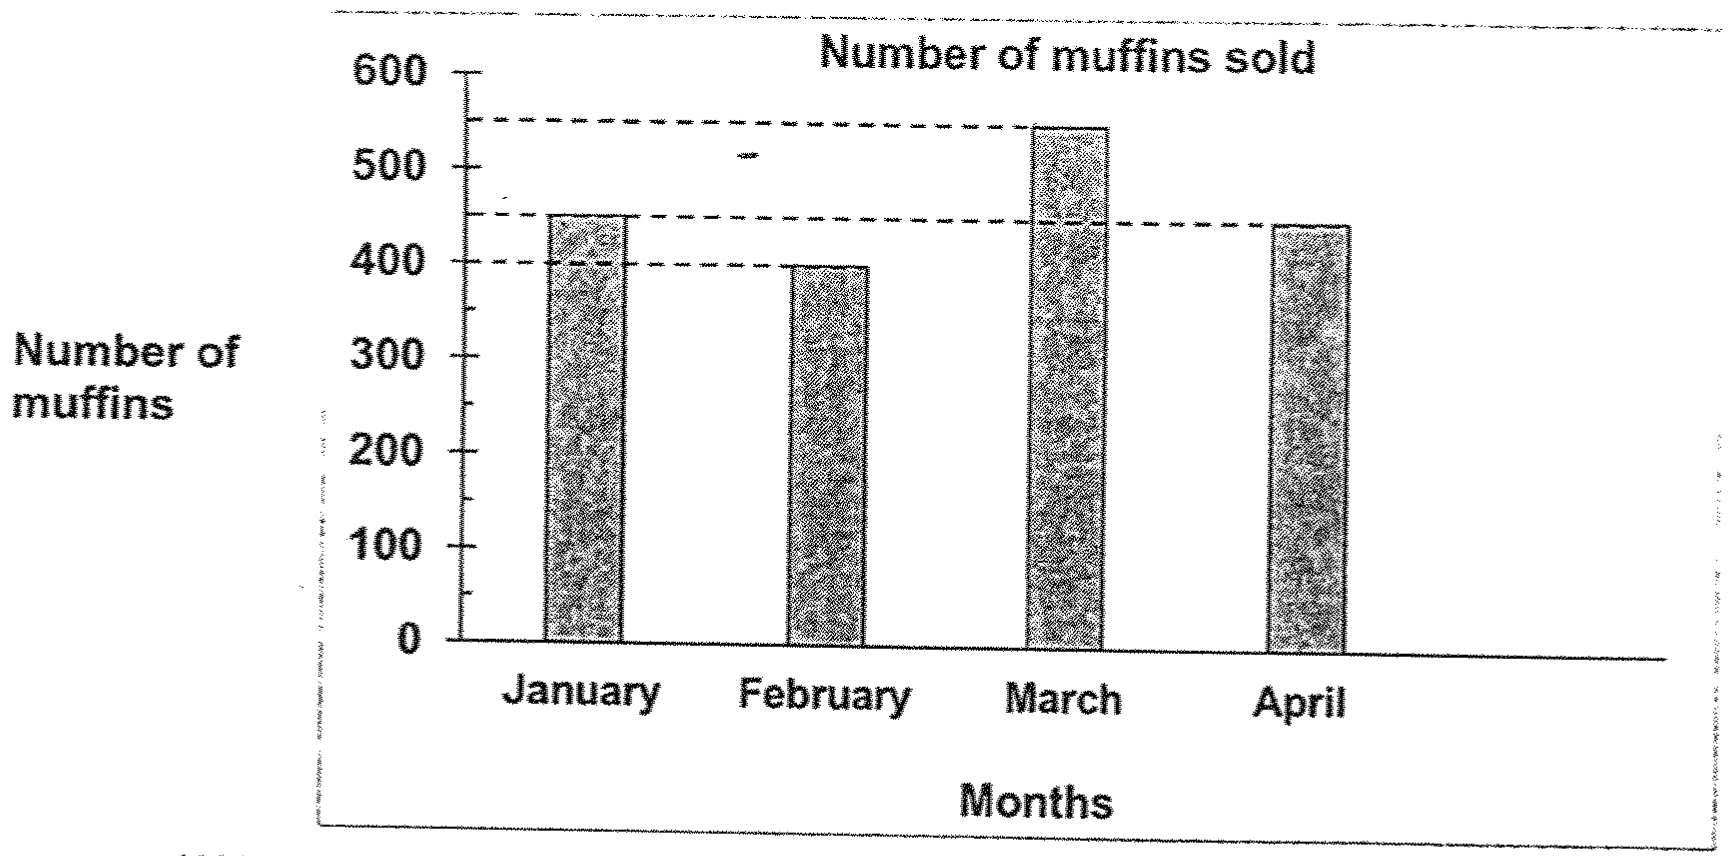 Number of muffins sold
600
500
400
300
200
100
0
Number of
muffins
January February March April
Months